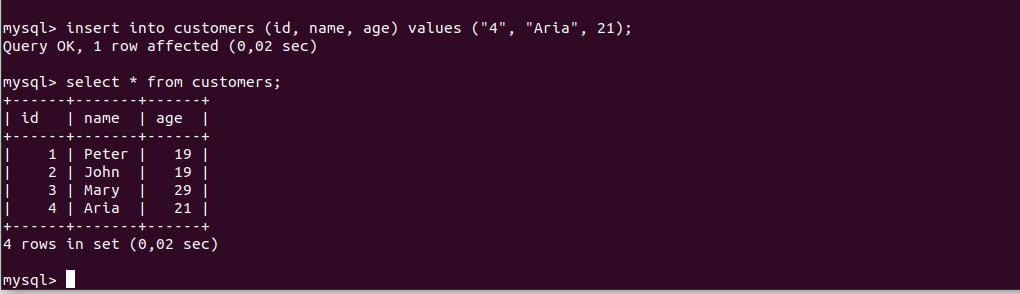 mysql> insert into customers (id, name, age) values ("4", "Aria", 21);
Query OK, 1 row affected (0,02 sec)
mysql> select * from customers;
+------+-------+------+
| id   | name  | age  |
+------+-------+------+
|    1 | Peter |   19 |
|    2 | John  |   19 |
|    3 | Mary  |   29 |
|    4 | Aria  |   21 |
+------+-------+------+
4 rows in set (0,02 sec)
mysql>